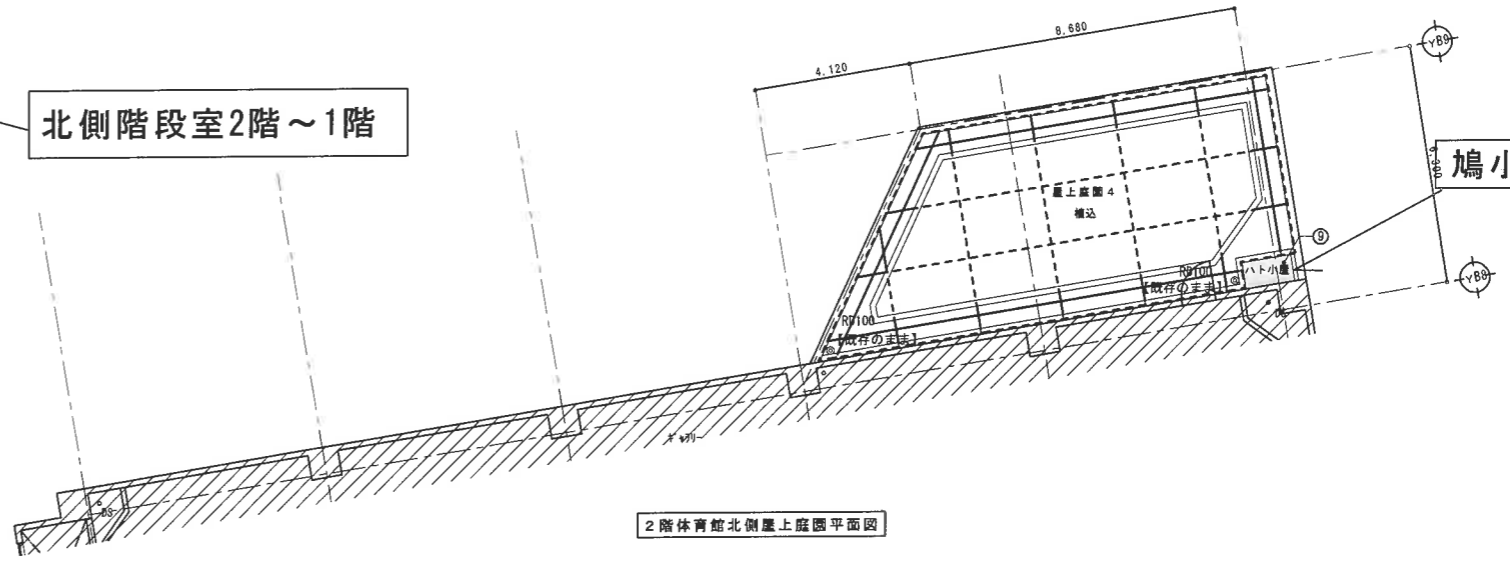 8,680
4,120
YB9
北側階段室2階～1階
鳩小
屋上庭園4
植込
⑨
RD100
ハト小屋
【既存のまま】
YB8
RD100
【既存のまま】
ｷﾞｬﾗﾘｰ
DS
2階体育館北側屋上庭園平面図